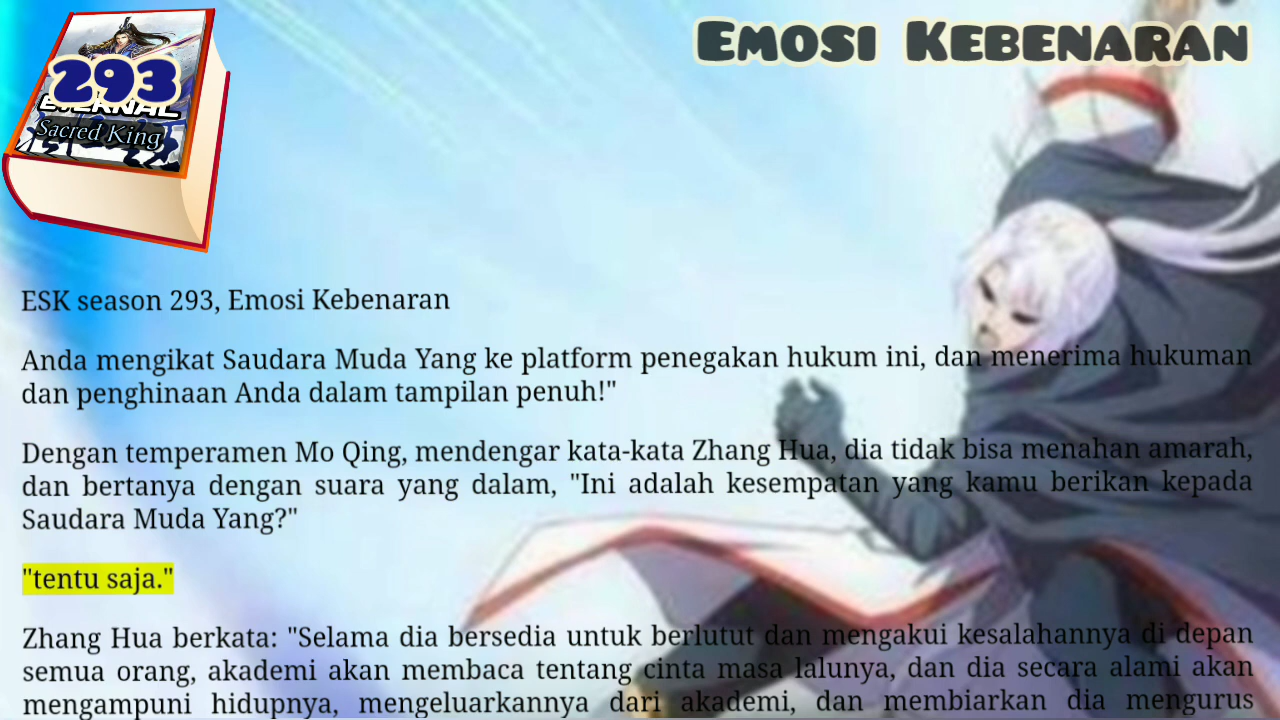 Emosi Kebenaran
293
ETERNAL
Sacred King
ESK season 293, Emosi Kebenaran
Anda mengikat Saudara Muda Yang ke platform penegakan hukum ini, dan menerima hukuman
dan penghinaan Anda dalam tampilan penuh!"
Dengan temperamen Mo Qing, mendengar kata-kata Zhang Hua, dia tidak bisa menahan amarah,
dan bertanya dengan suara yang dalam, "Ini adalah kesempatan yang kamu berikan kepada
Saudara Muda Yang?"
"tentu saja."
Zhang Hua berkata: "Selama dia bersedia untuk berlutut dan mengakui kesalahannya di depan
semua orang, akademi akan membaca tentang cinta masa lalunya, dan dia secara alami akan
mengampuni hidupnya, mengeluarkannya dari akademi, dan membiarkan dia mengurus